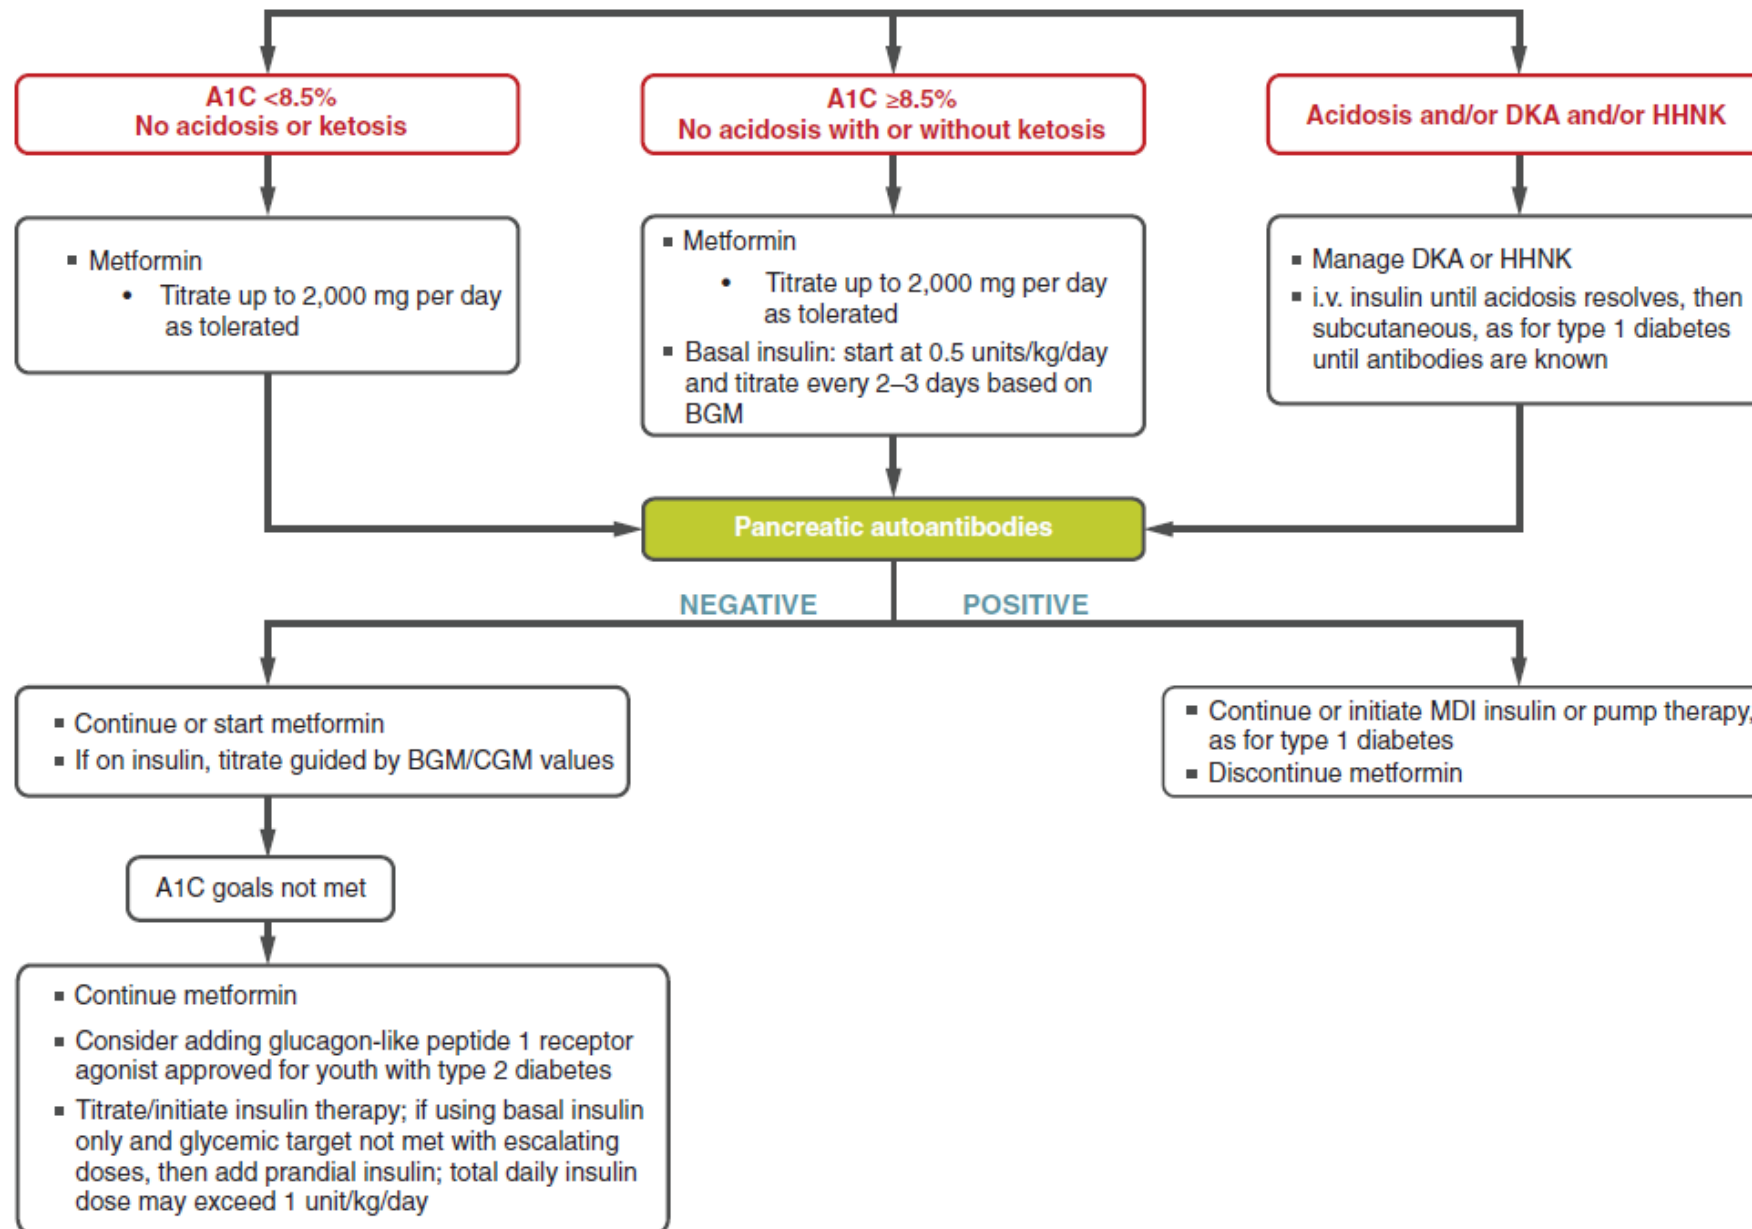 A1C <8.5%
No acidosis or ketosis
A1C ≥8.5%
No acidosis with or without ketosis
Acidosis and/or DKA and/or HHNK
▪ Metformin
• Titrate up to 2,000 mg per day
as tolerated
▪ Metformin
• Titrate up to 2,000 mg per day
as tolerated
▪ Basal insulin: start at 0.5 units/kg/day
and titrate every 2–3 days based on
BGM
▪ Manage DKA or HHNK
▪ i.v. insulin until acidosis resolves, then
subcutaneous, as for type 1 diabetes
until antibodies are known
Pancreatic autoantibodies
NEGATIVE
POSITIVE
▪ Continue or start metformin
▪ If on insulin, titrate guided by BGM/CGM values
▪ Continue or initiate MDI insulin or pump therapy,
as for type 1 diabetes
▪ Discontinue metformin
A1C goals not met
▪ Continue metformin
▪ Consider adding glucagon-like peptide 1 receptor
agonist approved for youth with type 2 diabetes
▪ Titrate/initiate insulin therapy; if using basal insulin
only and glycemic target not met with escalating
doses, then add prandial insulin; total daily insulin
dose may exceed 1 unit/kg/day